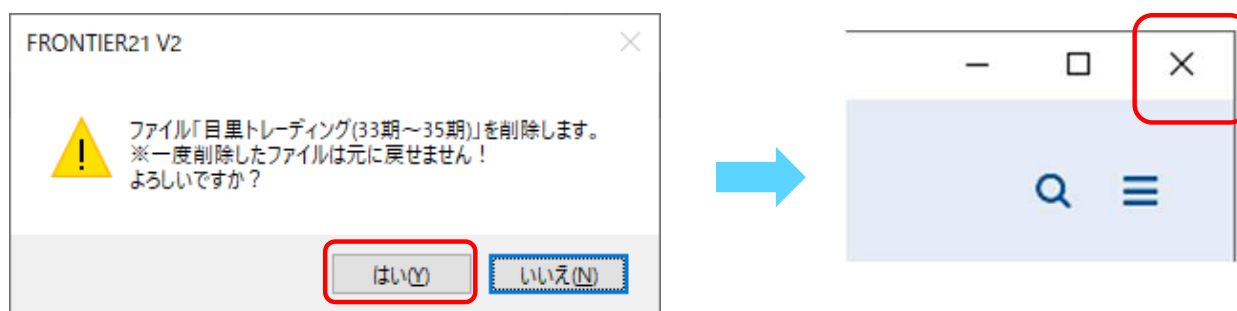 FRONTIER21 V2
ファイル「目黒トレーディング(33期～35期)」を削除します。
※一度削除したファイルは元に戻せません！
よろしいですか？
はい(Y)
いいえ(N)